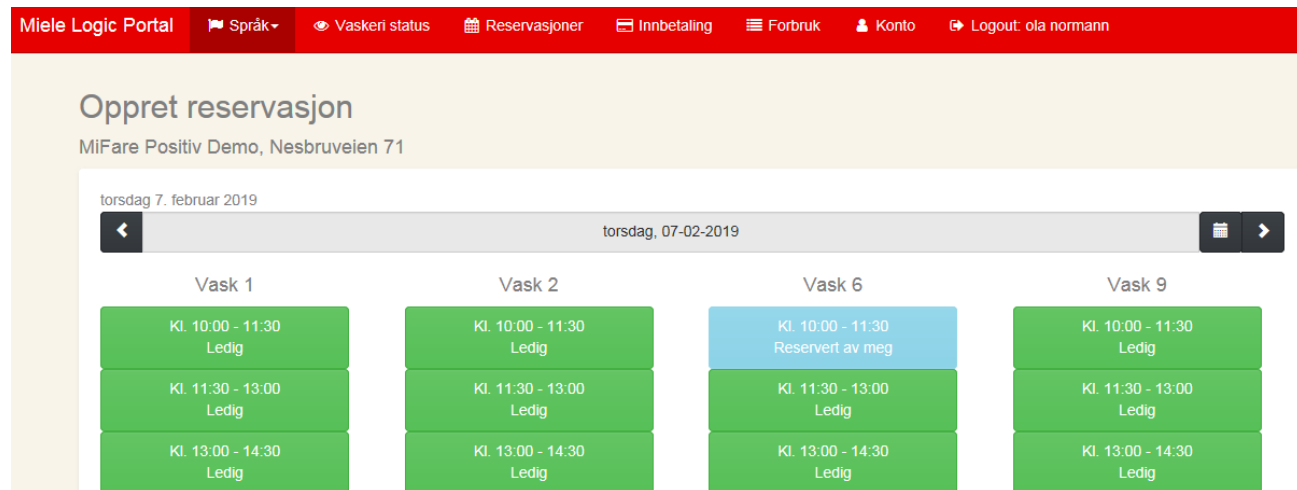 Miele Logic Portal Språk Vaskeri status Reservasjoner Innbetaling Forbruk Konto Logout: ola normann
Oppret reservasjon
MiFare Positiv Demo, Nesbruveien 71
torsdag 7. februar 2019
torsdag, 07-02-2019
Vask 1 Vask 2 Vask 6 Vask 9
Kl. 10:00 - 11:30 Kl. 10:00 - 11:30 Kl. 10:00 - 11:30 Kl. 10:00 - 11:30
Ledig Ledig Reservert av meg Ledig
Kl. 11:30 - 13:00 Kl. 11:30 - 13:00 Kl. 11:30 - 13:00 Kl. 11:30 - 13:00
Ledig Ledig Ledig Ledig
Kl. 13:00 - 14:30 Kl. 13:00 - 14:30 Kl. 13:00 - 14:30 Kl. 13:00 - 14:30
Ledig Ledig Ledig Ledig